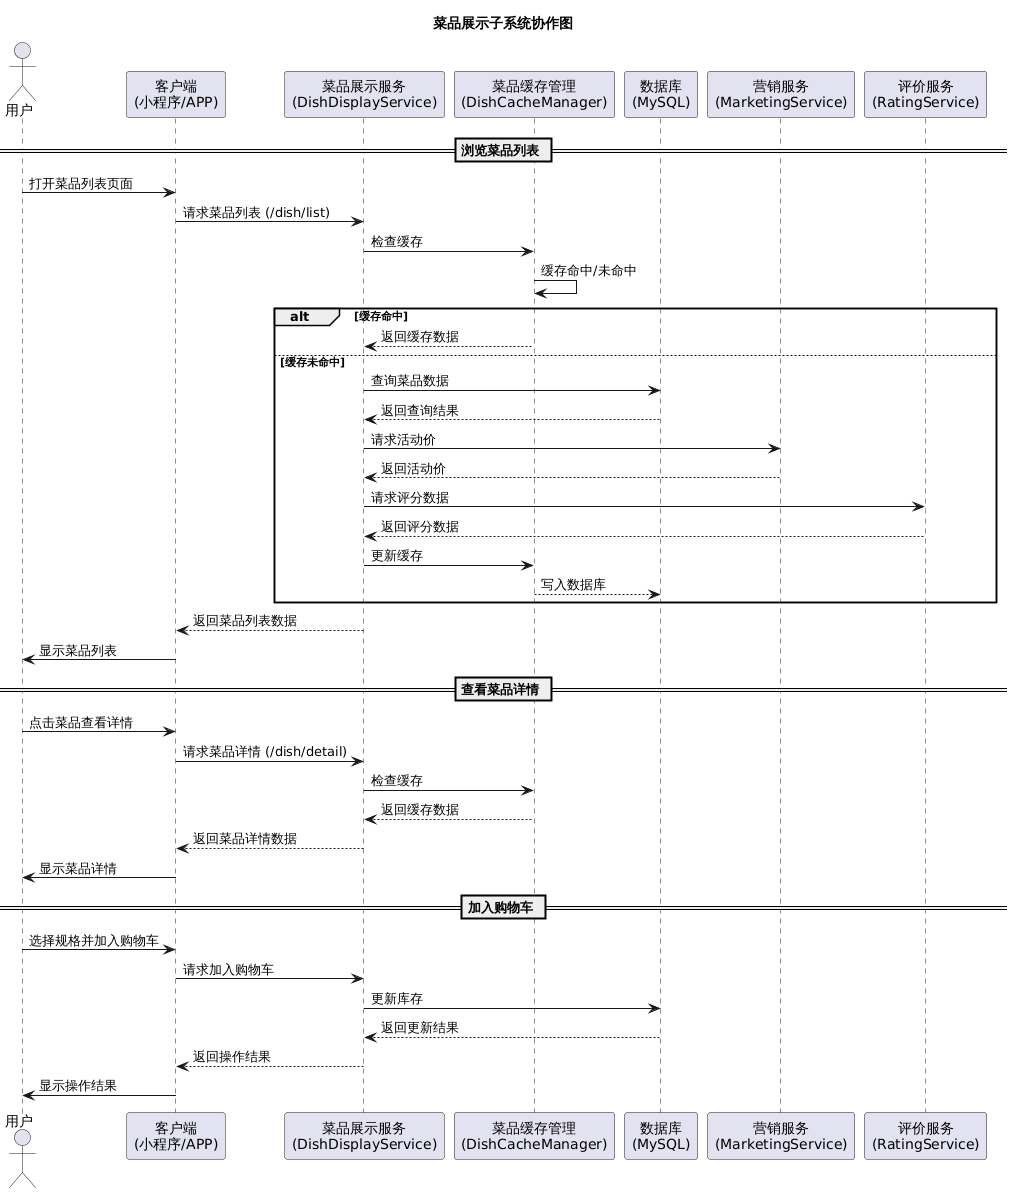 菜品展示子系统协作图
用户
客户端
(小程序/APP)
菜品展示服务
(DishDisplayService)
菜品缓存管理
(DishCacheManager)
数据库
(MySQL)
营销服务
(MarketingService)
评价服务
(RatingService)
浏览菜品列表
打开菜品列表页面
请求菜品列表 (/dish/list)
检查缓存
缓存命中/未命中
alt [缓存命中]
返回缓存数据
[缓存未命中]
查询菜品数据
返回查询结果
请求活动价
返回活动价
请求评分数据
返回评分数据
更新缓存
写入数据库
返回菜品列表数据
显示菜品列表
查看菜品详情
点击菜品查看详情
请求菜品详情 (/dish/detail)
检查缓存
返回缓存数据
返回菜品详情数据
显示菜品详情
加入购物车
选择规格并加入购物车
请求加入购物车
更新库存
返回更新结果
返回操作结果
显示操作结果
用户
客户端
(小程序/APP)
菜品展示服务
(DishDisplayService)
菜品缓存管理
(DishCacheManager)
数据库
(MySQL)
营销服务
(MarketingService)
评价服务
(RatingService)